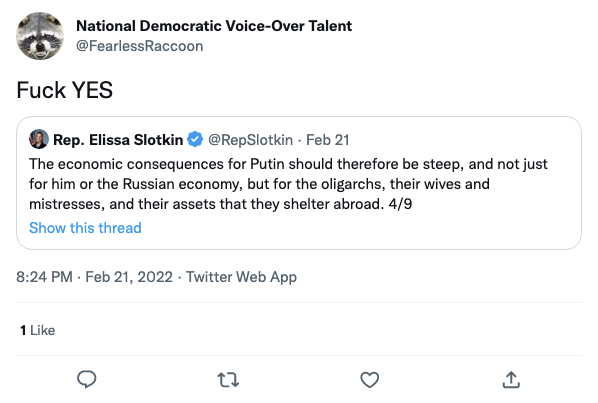 National Democratic Voice-Over Talent
@FearlessRaccoon
Fuck YES
Rep. Elissa Slotkin @RepSlotkin · Feb 21
The economic consequences for Putin should therefore be steep, and not just
for him or the Russian economy, but for the oligarchs, their wives and
mistresses, and their assets that they shelter abroad. 4/9
Show this thread
8:24 PM · Feb 21, 2022 · Twitter Web App
1 Like